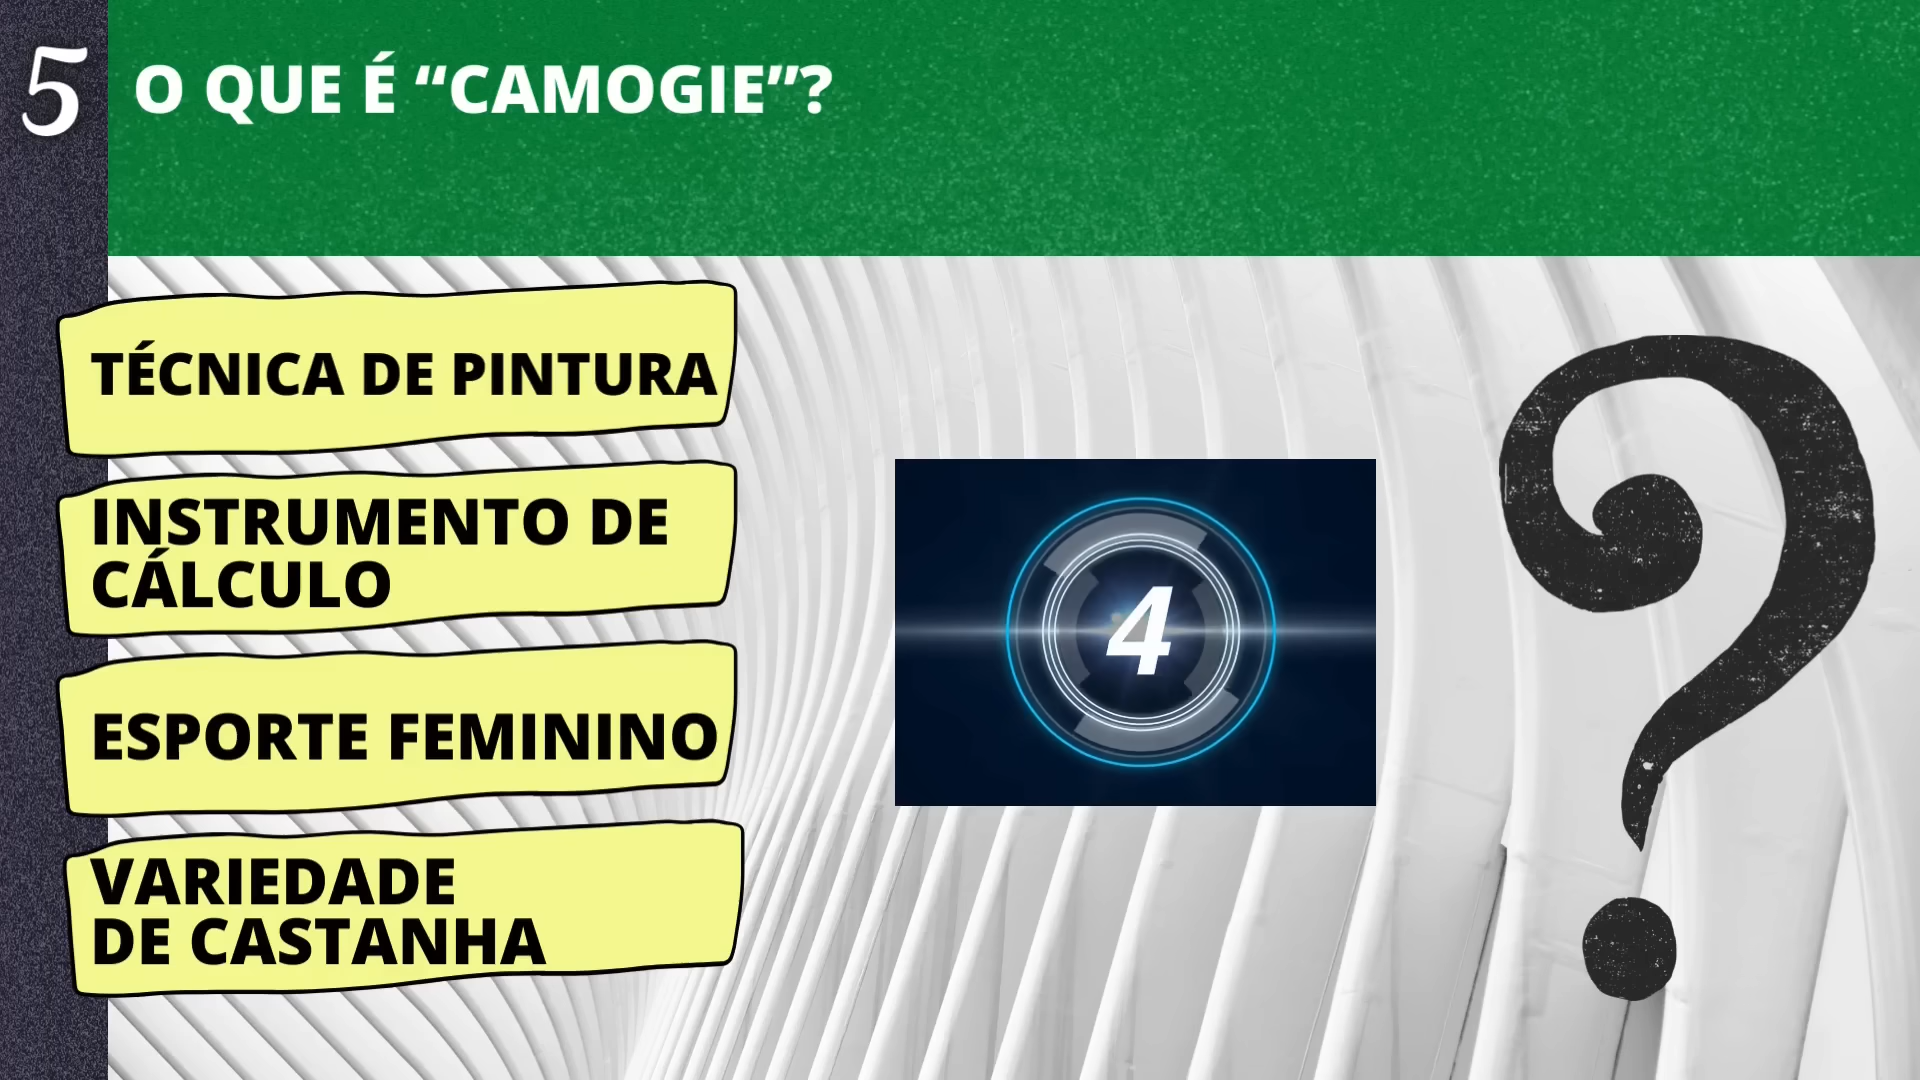 5
O QUE É “CAMOGIE”?
TÉCNICA DE PINTURA
INSTRUMENTO DE
CÁLCULO
ESPORTE FEMININO
VARIEDADE
DE CASTANHA
4
?